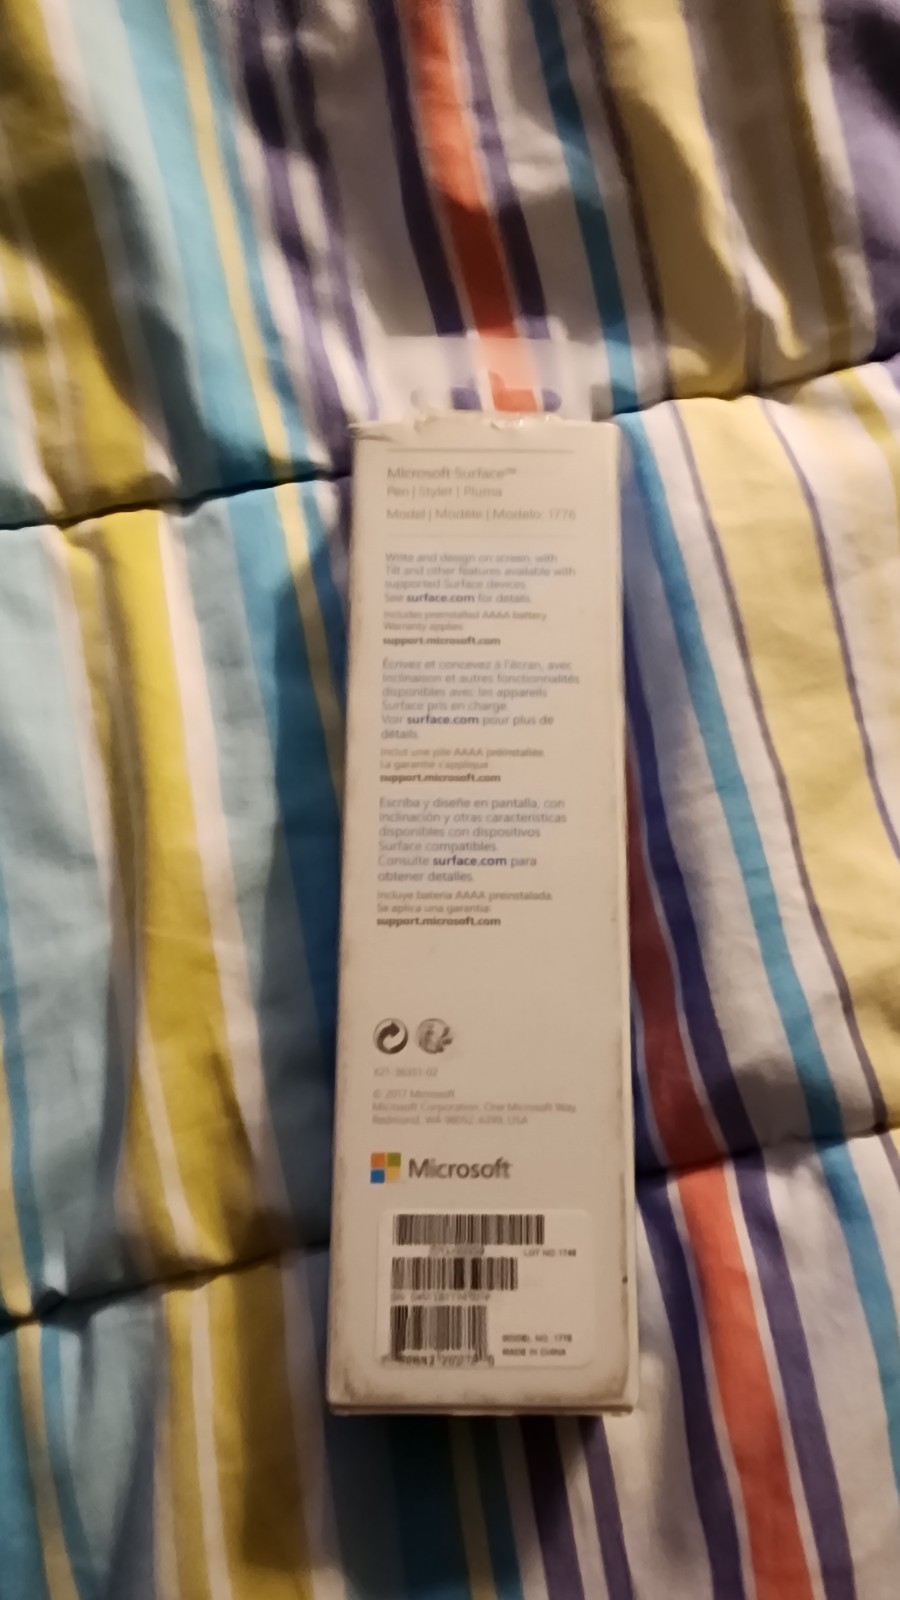 Microsoft Surface™
Pen | Stylet | Pluma
Model | Modèle | Modelo: 1776
Write and design on screen, with
Tilt and other features available with
supported Surface devices.
See surface.com for details.
Includes preinstalled AAAA battery.
Warranty applies:
support.microsoft.com
Écrivez et concevez à l'écran, avec
Inclinaison et autres fonctionnalités
disponibles avec les appareils
Surface pris en charge.
Voir surface.com pour plus de
détails.
Inclut une pile AAAA préinstallée.
La garantie s'applique:
support.microsoft.com
Escriba y diseñe en pantalla, con
inclinación y otras características
disponibles con dispositivos
Surface compatibles.
Consulte surface.com para
obtener detalles.
Incluye batería AAAA preinstalada.
Se aplica una garantía:
support.microsoft.com
© 2017 Microsoft
Microsoft Corporation, One Microsoft Way,
Redmond, WA 98052-6399, USA
Microsoft
LOT NO.
MODEL NO. 1776
MADE IN CHINA